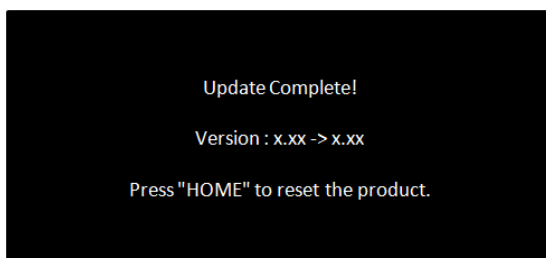 Update Complete!
Version : x.xx -> x.xx
Press "HOME" to reset the product.